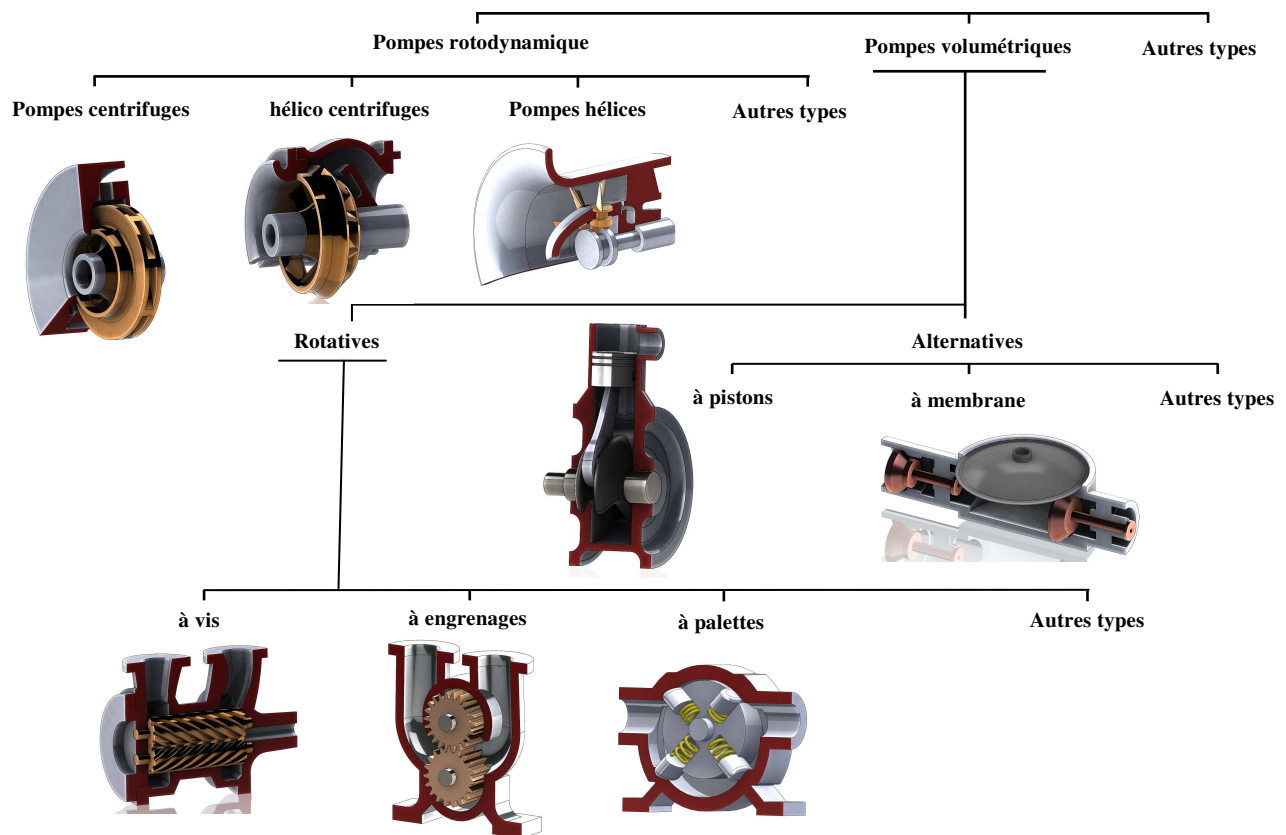 Pompes rotodynamique
Pompes volumétriques
Autres types
Pompes centrifuges
hélico centrifuges
Pompes hélices
Autres types
Rotatives
Alternatives
à pistons
à membrane
Autres types
à vis
à engrenages
à palettes
Autres types